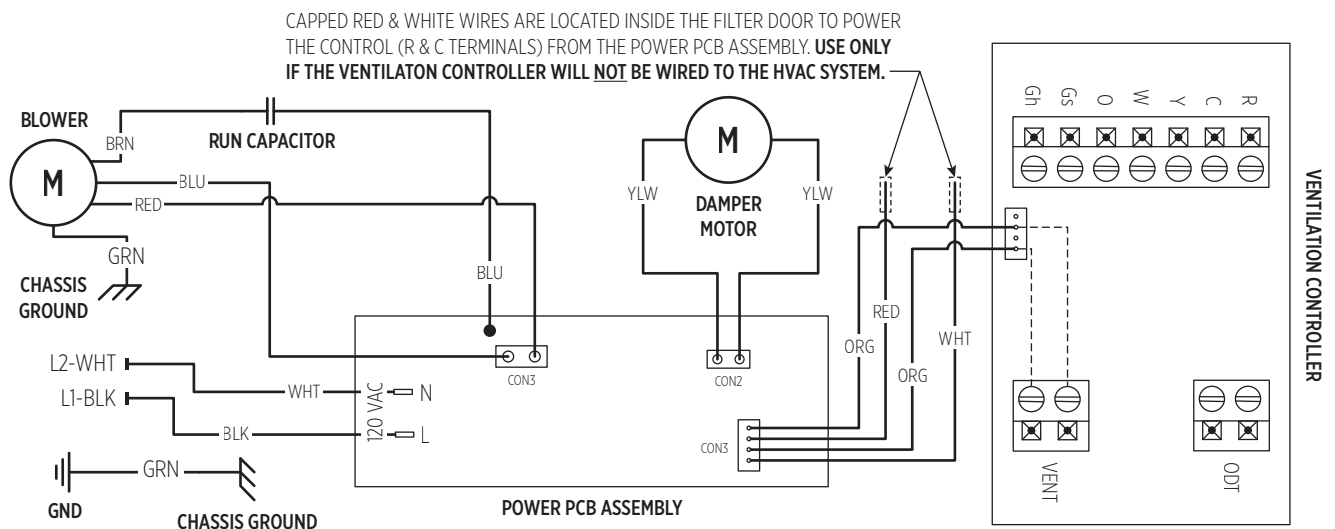 CAPPED RED & WHITE WIRES ARE LOCATED INSIDE THE FILTER DOOR TO POWER
THE CONTROL (R & C TERMINALS) FROM THE POWER PCB ASSEMBLY. USE ONLY
IF THE VENTILATON CONTROLLER WILL NOT BE WIRED TO THE HVAC SYSTEM.
BLOWER
M
BRN
RUN CAPACITOR
BLU
RED
GRN
CHASSIS
GROUND
BLU
M
YLW
YLW
DAMPER
MOTOR
Gh
Gs
O
W
Y
C
R
VENTILATION CONTROLLER
RED
ORG
WHT
ORG
L2-WHT
WHT
N
L1-BLK
BLK
L
120 VAC
CON3
CON2
CON3
GRN
GND
CHASSIS GROUND
POWER PCB ASSEMBLY
VENT
ODT